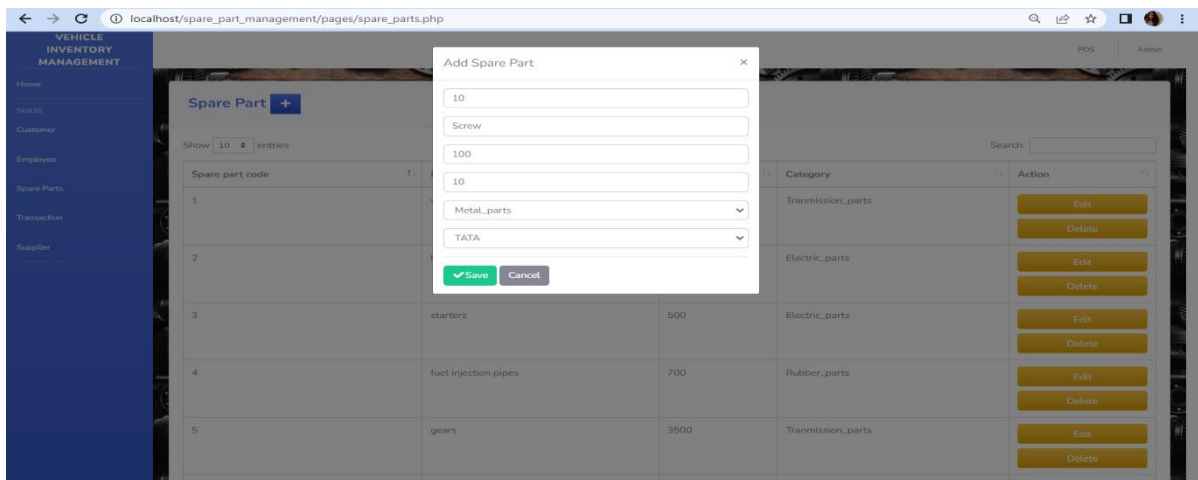 localhost/spare_part_management/pages/spare_parts.php
VEHICLE
INVENTORY
MANAGEMENT
POS
Admin
Home
TABLES
Customer
Employee
Spare Parts
Transaction
Supplier
Add Spare Part ×
10
Screw
100
10
Metal_parts
TATA
Save Cancel
Spare Part +
Show 10 entries
Search:
Spare part code Category Action
1 Tranmission_parts Edit
Delete
2 Electric_parts Edit
Delete
3 starters 500 Electric_parts Edit
Delete
4 fuel injection pipes 700 Rubber_parts Edit
Delete
5 gears 3500 Tranmission_parts Edit
Delete